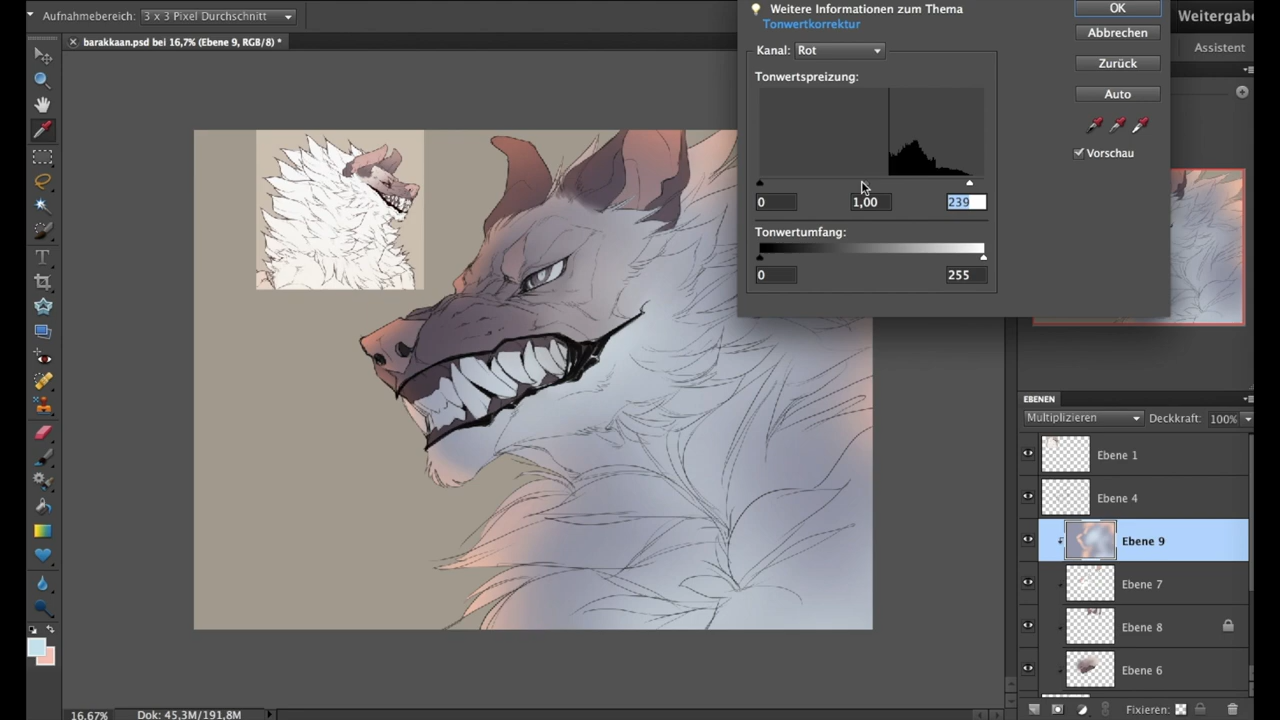 Aufnahmebereich: 3 x 3 Pixel Durchschnitt
barakkaan.psd bei 16,7% (Ebene 9, RGB/8) *
Weitere Informationen zum Thema
Tonwertkorrektur
Kanal: Rot
Tonwertspreizung:
0 1,00 239
Tonwertumfang:
0 255
OK
Abbrechen
Zurück
Auto
Vorschau
Weitergabe
Assistent
EBENEN
Multiplizieren Deckkraft: 100%
Ebene 1
Ebene 4
Ebene 9
Ebene 7
Ebene 8
Ebene 6
Fixieren:
16,67% Dok: 45,3M/191,8M